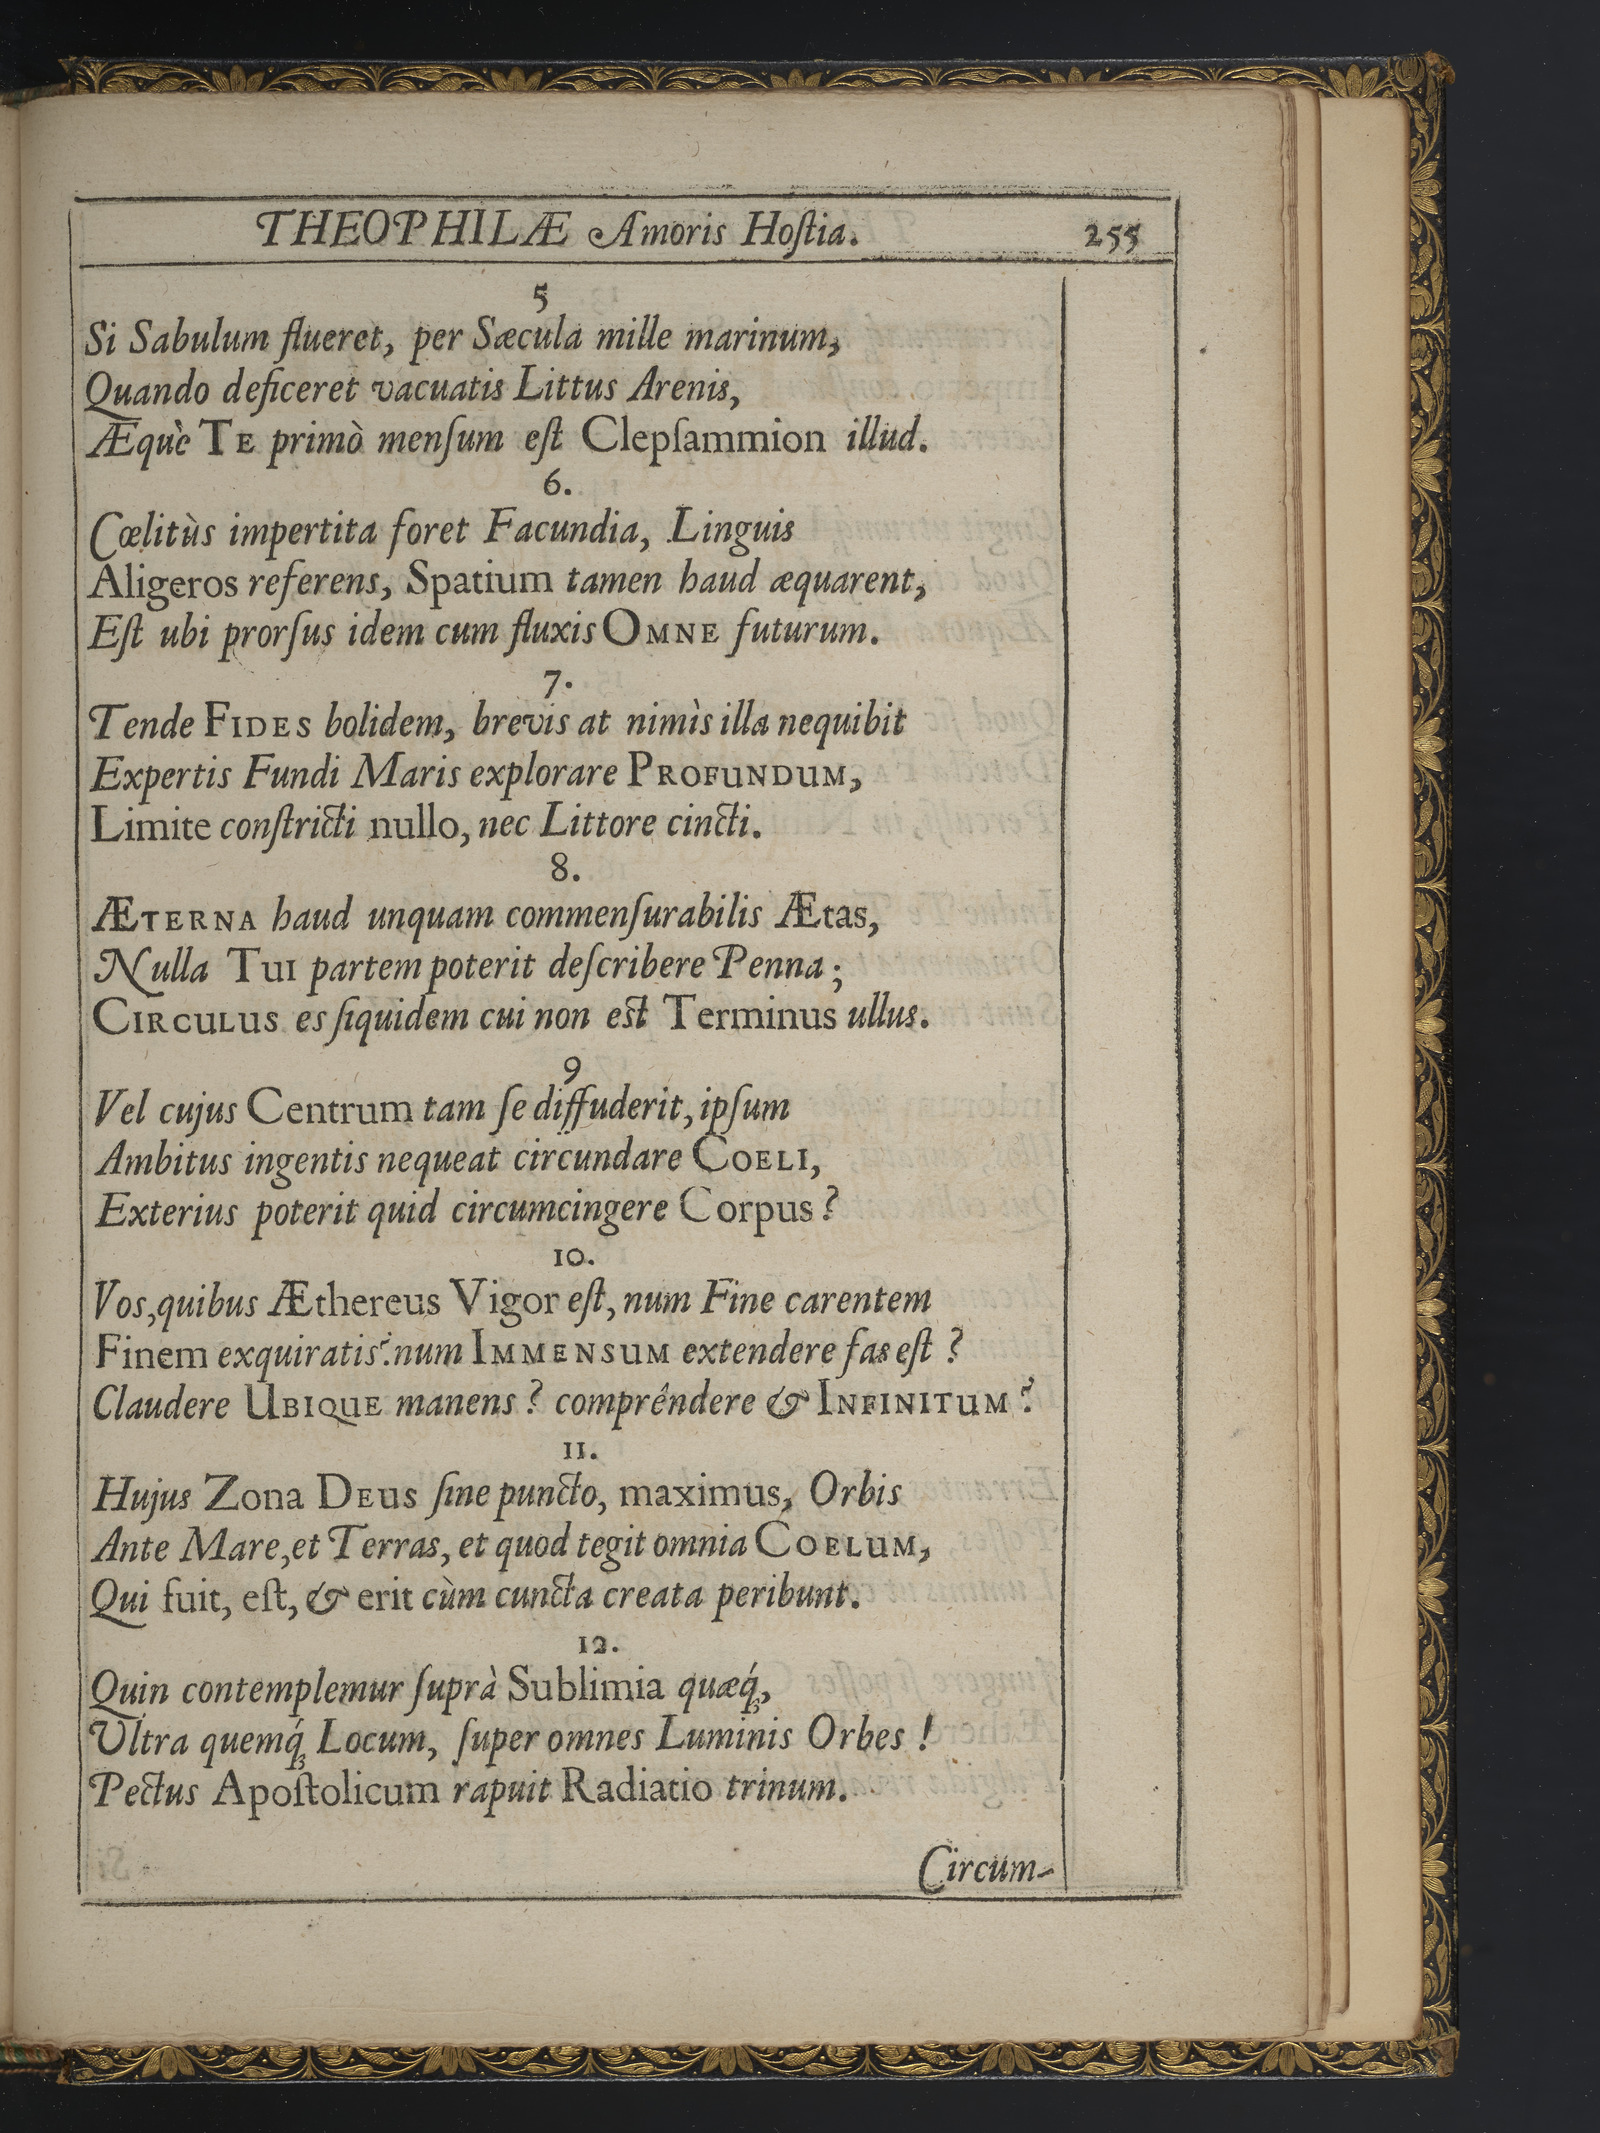 THEOPHILÆ Amoris Hoſtia. 255
5
Si Sabulum flueret, per Sæcula mille marinum,
Quando deficeret vacuatis Littus Arenis,
Æquè TE primò menſum eſt Clepſammion illud.
6.
Cœlitùs impertita foret Facundia, Linguis
Aligeros referens, Spatium tamen haud æquarent,
Eſt ubi prorſus idem cum fluxis OMNE futurum.
7.
Tende FIDES bolidem, brevis at nimìs illa nequibit
Expertis Fundi Maris explorare PROFUNDUM,
Limite conſtricti nullo, nec Littore cincti.
8.
ÆTERNA haud unquam commenſurabilis Ætas,
Nulla TUI partem poterit deſcribere Penna;
CIRCULUS es ſiquidem cui non est Terminus ullus.
9
Vel cujus Centrum tam ſe diffuderit, ipſum
Ambitus ingentis nequeat circundare COELI,
Exterius poterit quid circumcingere Corpus?
10.
Vos, quibus Æthereus Vigor eſt, num Fine carentem
Finem exquiratis? num IMMENSUM extendere fas eſt?
Claudere UBIQUE manens? comprêndere & INFINITUM?
11.
Hujus Zona DEUS ſine puncto, maximus, Orbis
Ante Mare, et Terras, et quod tegit omnia COELUM,
Qui fuit, eſt, & erit cùm cuncta creata peribunt.
12.
Quin contemplemur ſuprà Sublimia quæq́;,
Ultra quemq́; Locum, ſuper omnes Luminis Orbes!
Pectus Apoſtolicum rapuit Radiatio trinum.
Circum-